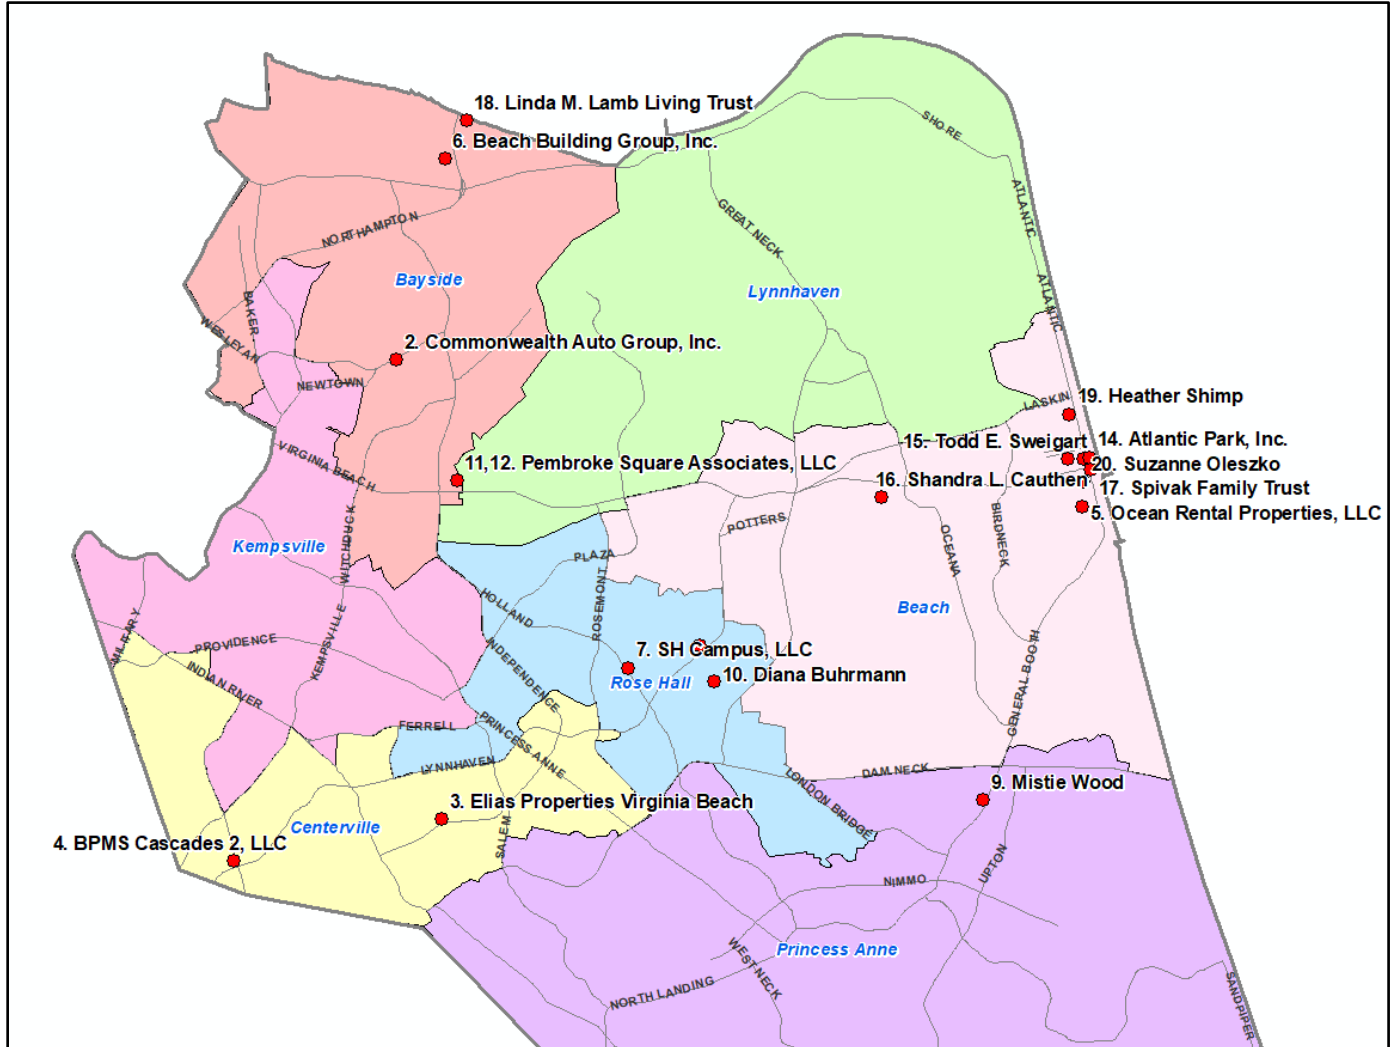 18. Linda M. Lamb Living Trust
SHORE
6. Beach Building Group, Inc.
ATLANTIC
GREAT NECK
NORTHAMPTON
Bayside
Lynnhaven
ATLANTIC
BAKER
WESLEYAN
2. Commonwealth Auto Group, Inc.
NEWTOWN
LASKIN
19. Heather Shimp
15. Todd E. Sweigart
14. Atlantic Park, Inc.
VIRGINIA BEACH
11,12. Pembroke Square Associates, LLC
20. Suzanne Oleszko
16. Shandra L. Cauthen
17. Spivak Family Trust
5. Ocean Rental Properties, LLC
POTTERS
BIRDNECK
OCEANA
WITCHDUCK
Kempsville
PLAZA
HOLLAND
ROSEMONT
Beach
MILITARY
PROVIDENCE
KEMPSVILLE
INDEPENDENCE
7. SH Campus, LLC
10. Diana Buhrmann
Rose Hall
GENERAL BOOTH
INDIAN RIVER
FERRELL
PRINCESS ANNE
LYNNHAVEN
DAM NECK
LONDON BRIDGE
9. Mistie Wood
3. Elias Properties Virginia Beach
Centerville
SALEM
4. BPMS Cascades 2, LLC
UPTON
NIMMO
Princess Anne
WEST NECK
NORTH LANDING
SANDPIPER